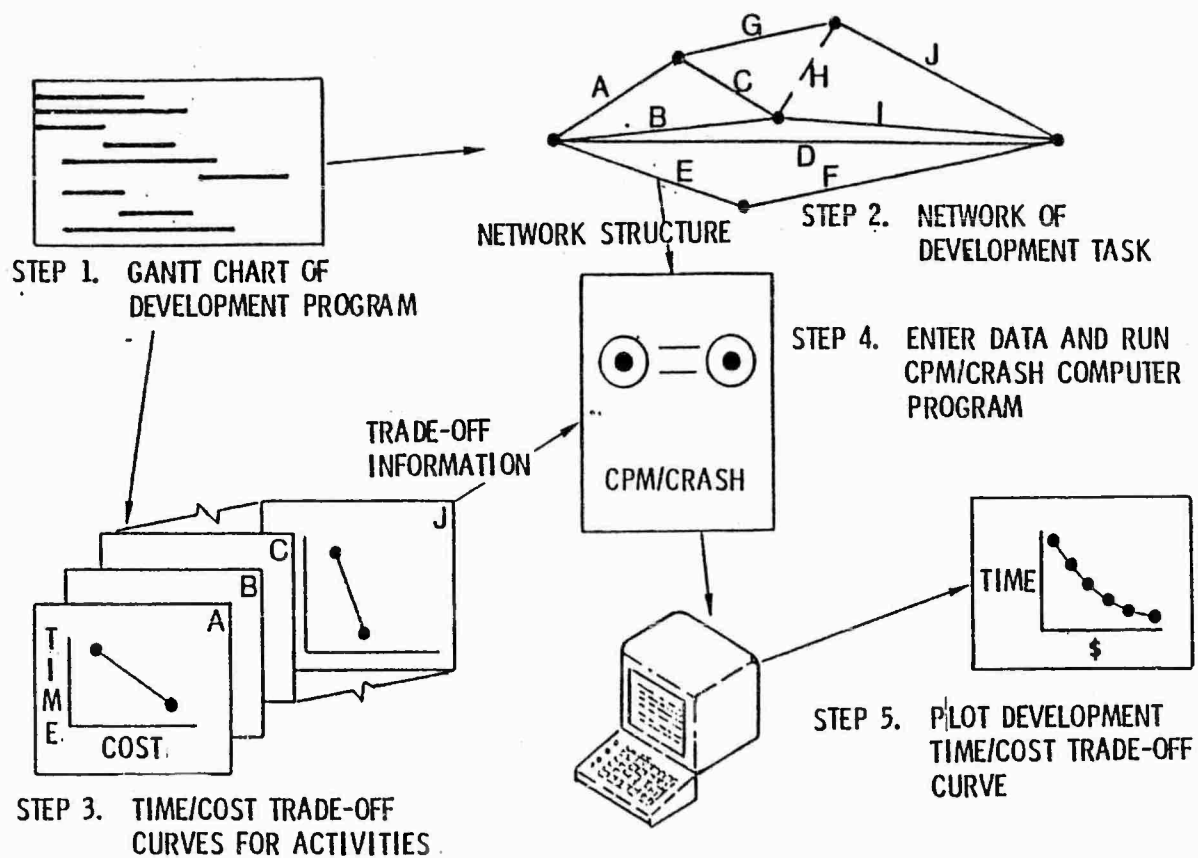 G
J
A
C
H
B
I
D
E
F
STEP 1. GANTT CHART OF
DEVELOPMENT PROGRAM
NETWORK STRUCTURE
STEP 2. NETWORK OF
DEVELOPMENT TASK
STEP 4. ENTER DATA AND RUN
CPM/CRASH COMPUTER
PROGRAM
TRADE-OFF
INFORMATION
CPM/CRASH
J
C
B
A
TIME
COST
STEP 3. TIME/COST TRADE-OFF
CURVES FOR ACTIVITIES
TIME
$
STEP 5. PLOT DEVELOPMENT
TIME/COST TRADE-OFF
CURVE